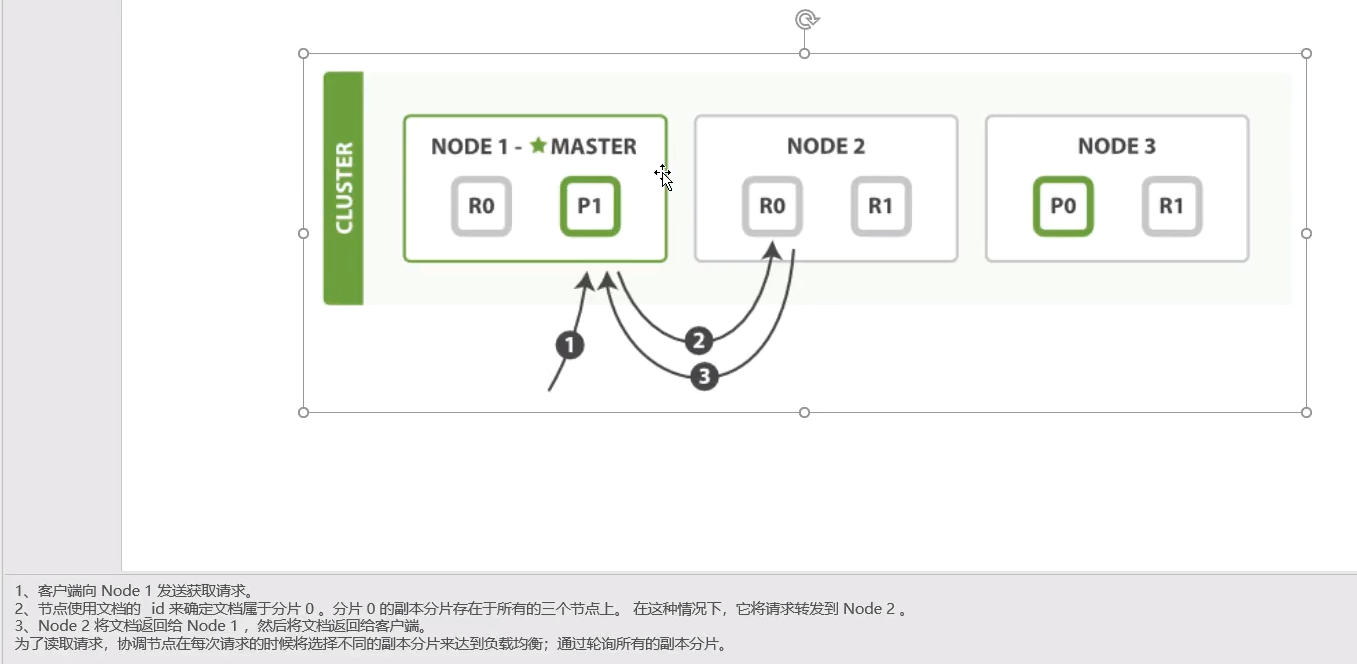 CLUSTER
NODE 1 - ★MASTER
R0
P1
NODE 2
R0
R1
NODE 3
P0
R1
1
2
3
1、客户端向 Node 1 发送获取请求。
2、节点使用文档的 _id 来确定文档属于分片 0 。分片 0 的副本分片存在于所有的三个节点上。 在这种情况下，它将请求转发到 Node 2 。
3、Node 2 将文档返回给 Node 1 ，然后将文档返回给客户端。
为了读取请求，协调节点在每次请求的时候将选择不同的副本分片来达到负载均衡；通过轮询所有的副本分片。